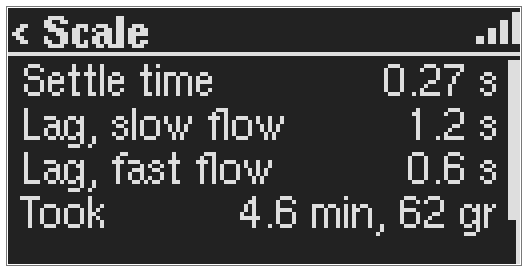 < Scale
Settle time 0.27 s
Lag, slow flow 1.2 s
Lag, fast flow 0.6 s
Took 4.6 min, 62 gr